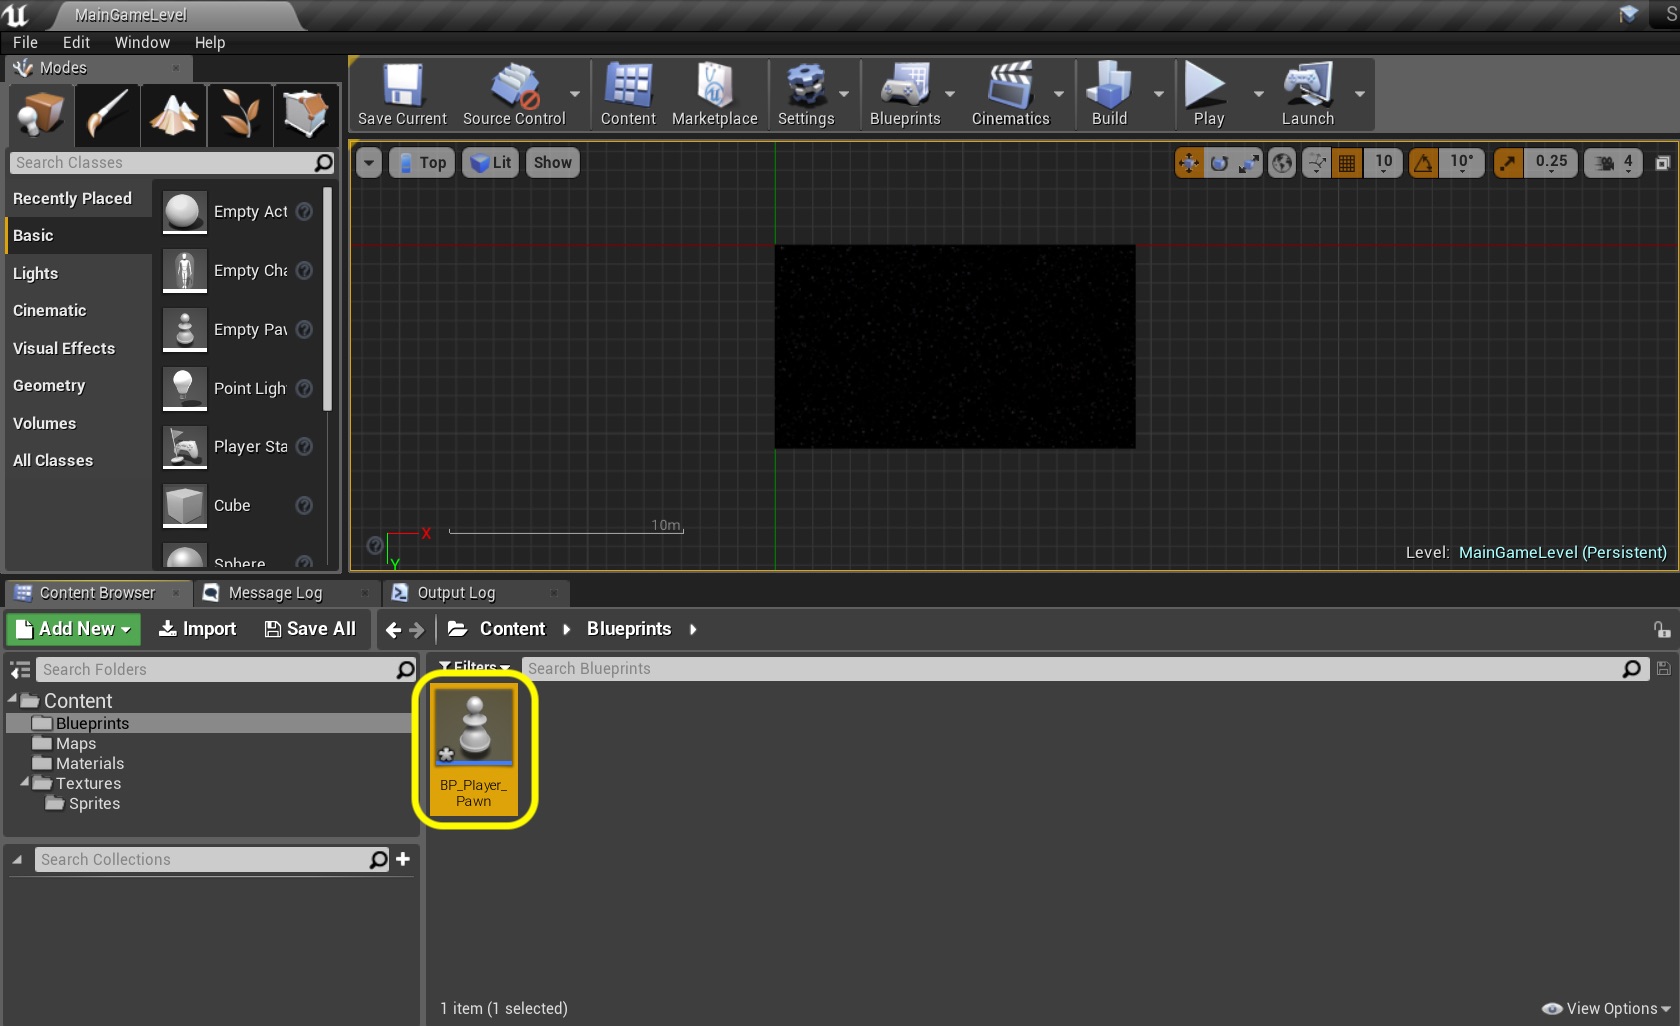 MainGameLevel
S
File Edit Window Help
Modes
Save Current Source Control Content Marketplace Settings Blueprints Cinematics Build Play Launch
Search Classes
Recently Placed
Basic
Lights
Cinematic
Visual Effects
Geometry
Volumes
All Classes
Empty Act
Empty Cha
Empty Pav
Point Ligh
Player Sta
Cube
Sphere
Top Lit Show
10 10° 0.25 4
10m
X
Y
Level: MainGameLevel (Persistent)
Content Browser Message Log Output Log
Add New Import Save All Content Blueprints
Search Folders
Filters Search Blueprints
Content
Blueprints
Maps
Materials
Textures
Sprites
BP_Player_
Pawn
Search Collections
1 item (1 selected)
View Options